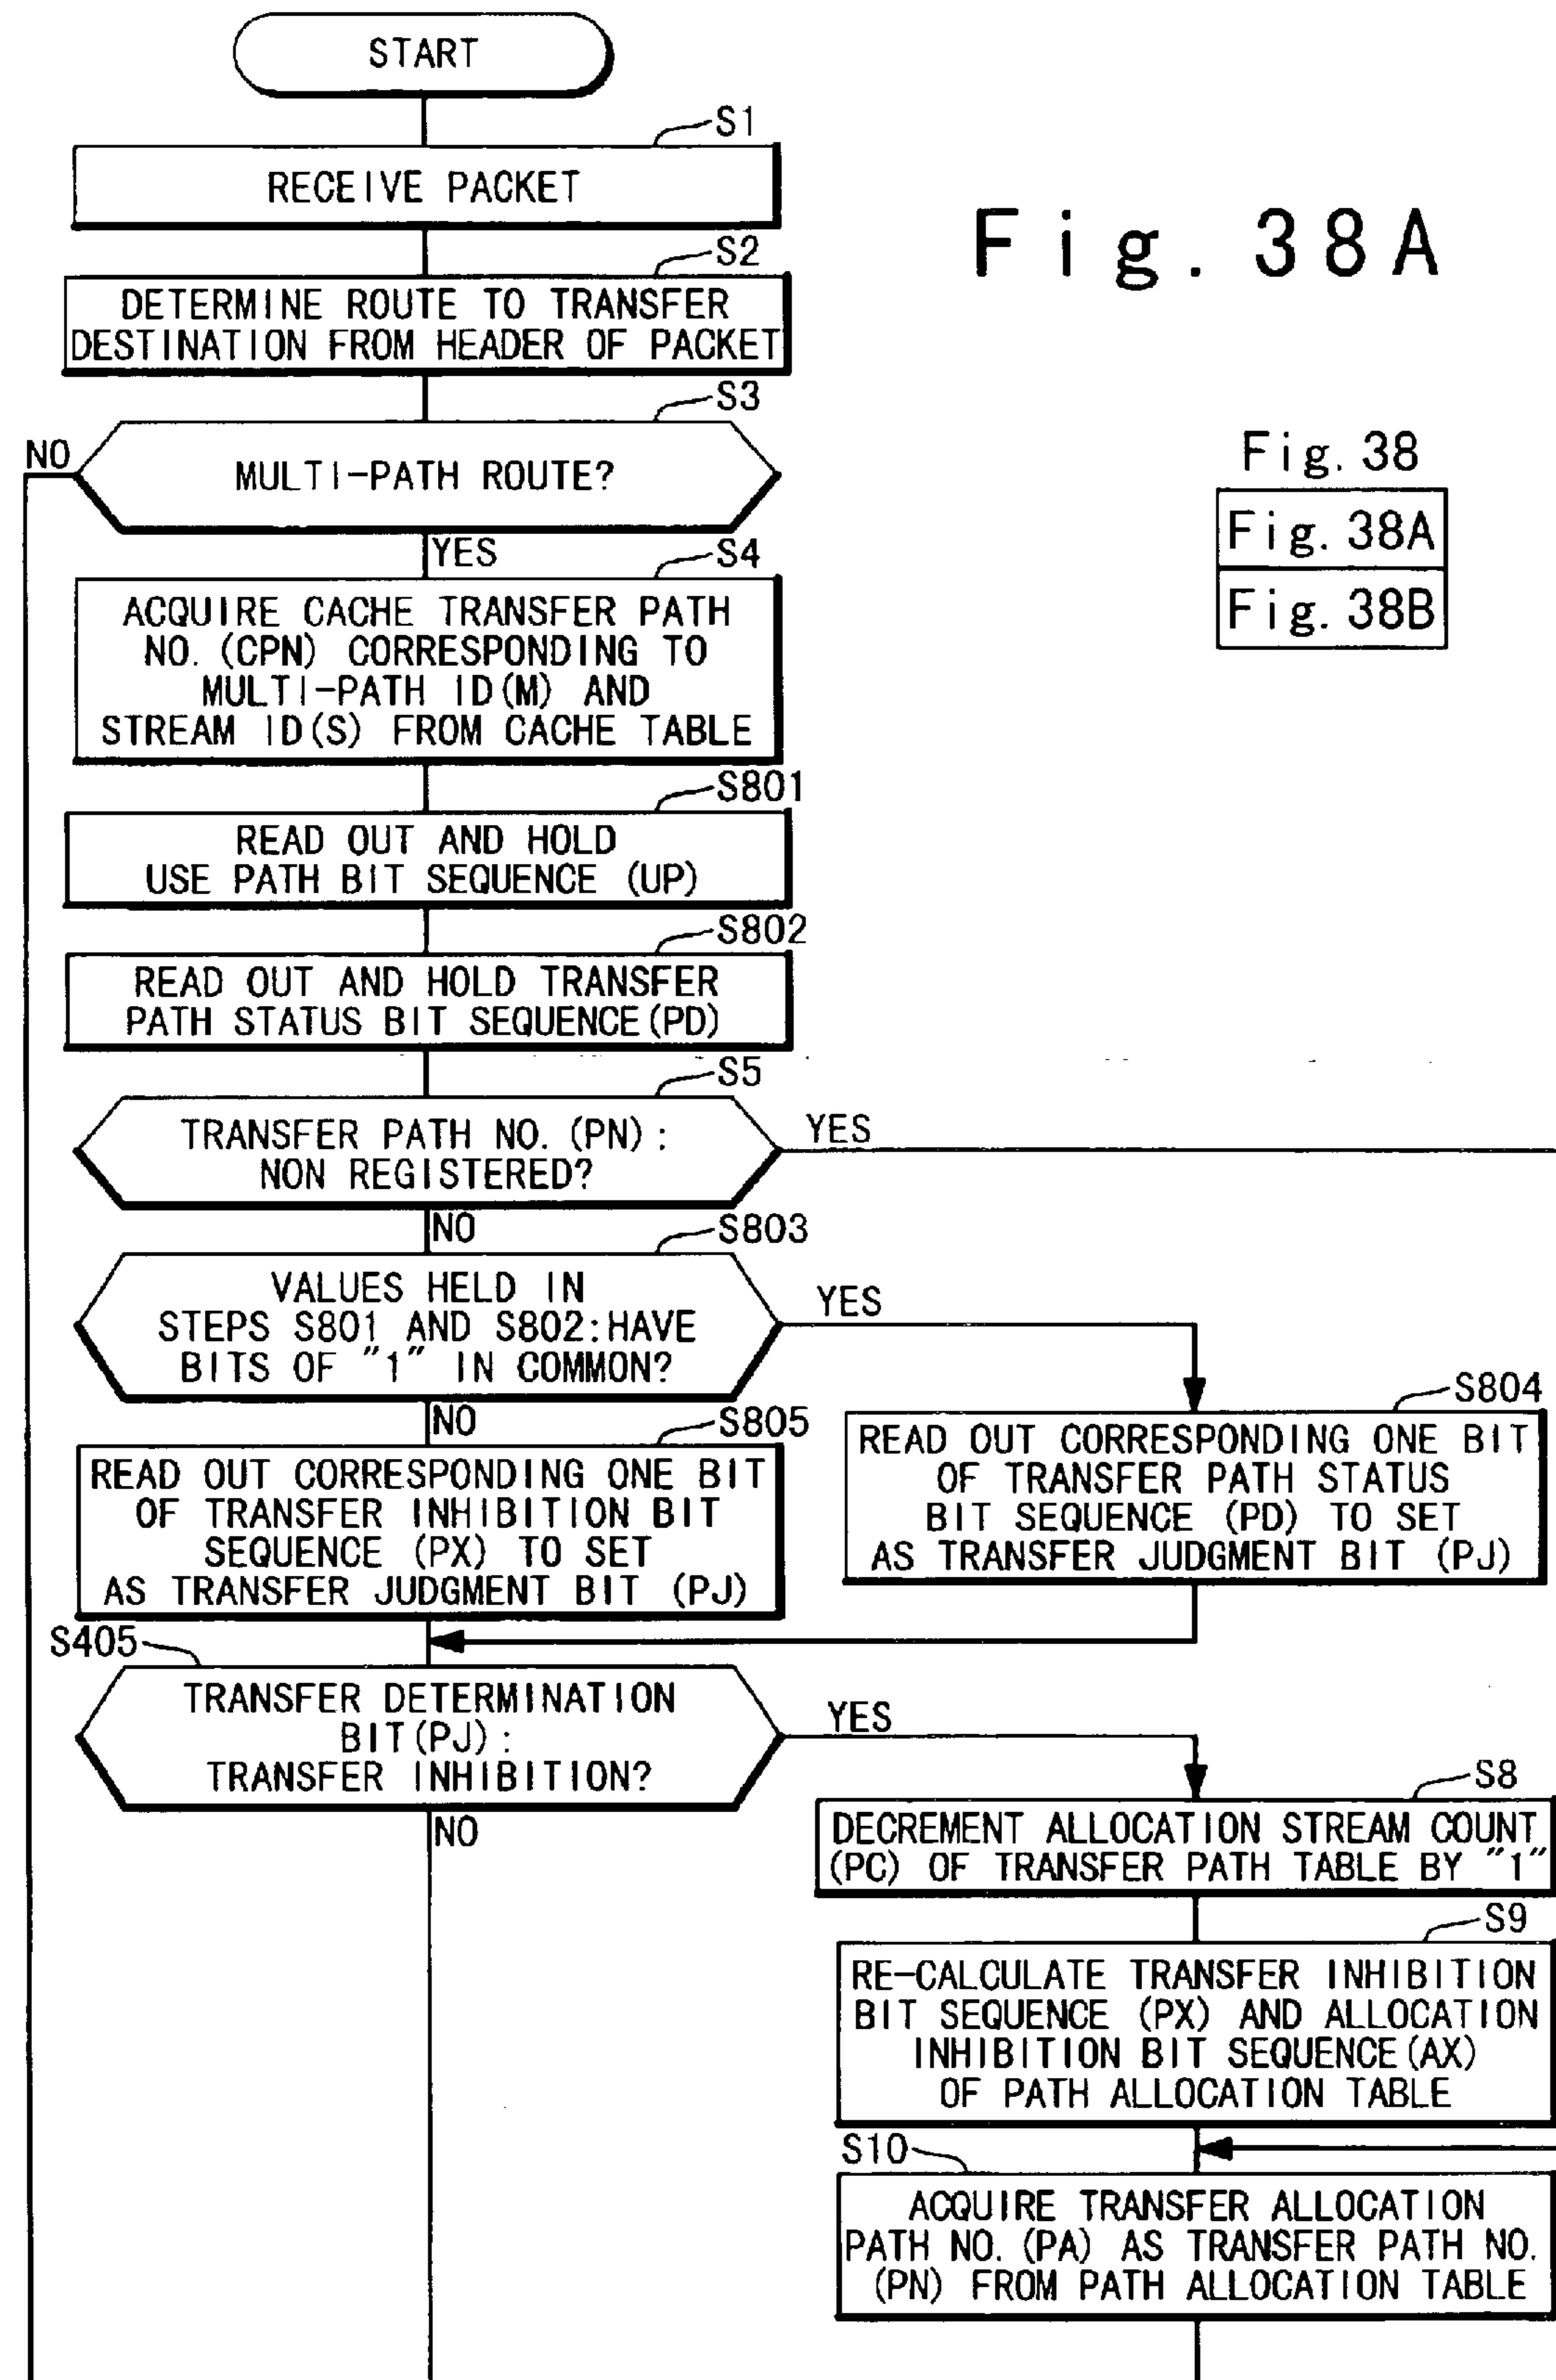 START
S1
RECEIVE PACKET
Fig. 38A
S2
DETERMINE ROUTE TO TRANSFER
DESTINATION FROM HEADER OF PACKET
S3
NO
MULTI-PATH ROUTE?
Fig. 38
Fig. 38A
Fig. 38B
YES
S4
ACQUIRE CACHE TRANSFER PATH
NO. (CPN) CORRESPONDING TO
MULTI-PATH ID(M) AND
STREAM ID(S) FROM CACHE TABLE
S801
READ OUT AND HOLD
USE PATH BIT SEQUENCE (UP)
S802
READ OUT AND HOLD TRANSFER
PATH STATUS BIT SEQUENCE(PD)
S5
TRANSFER PATH NO. (PN):
NON REGISTERED?
YES
NO
S803
VALUES HELD IN
STEPS S801 AND S802:HAVE
BITS OF "1" IN COMMON?
YES
NO
S805
READ OUT CORRESPONDING ONE BIT
OF TRANSFER INHIBITION BIT
SEQUENCE (PX) TO SET
AS TRANSFER JUDGMENT BIT (PJ)
S804
READ OUT CORRESPONDING ONE BIT
OF TRANSFER PATH STATUS
BIT SEQUENCE (PD) TO SET
AS TRANSFER JUDGMENT BIT (PJ)
S405
TRANSFER DETERMINATION
BIT(PJ):
TRANSFER INHIBITION?
YES
NO
S8
DECREMENT ALLOCATION STREAM COUNT
(PC) OF TRANSFER PATH TABLE BY "1"
S9
RE-CALCULATE TRANSFER INHIBITION
BIT SEQUENCE (PX) AND ALLOCATION
INHIBITION BIT SEQUENCE(AX)
OF PATH ALLOCATION TABLE
S10
ACQUIRE TRANSFER ALLOCATION
PATH NO. (PA) AS TRANSFER PATH NO.
(PN) FROM PATH ALLOCATION TABLE